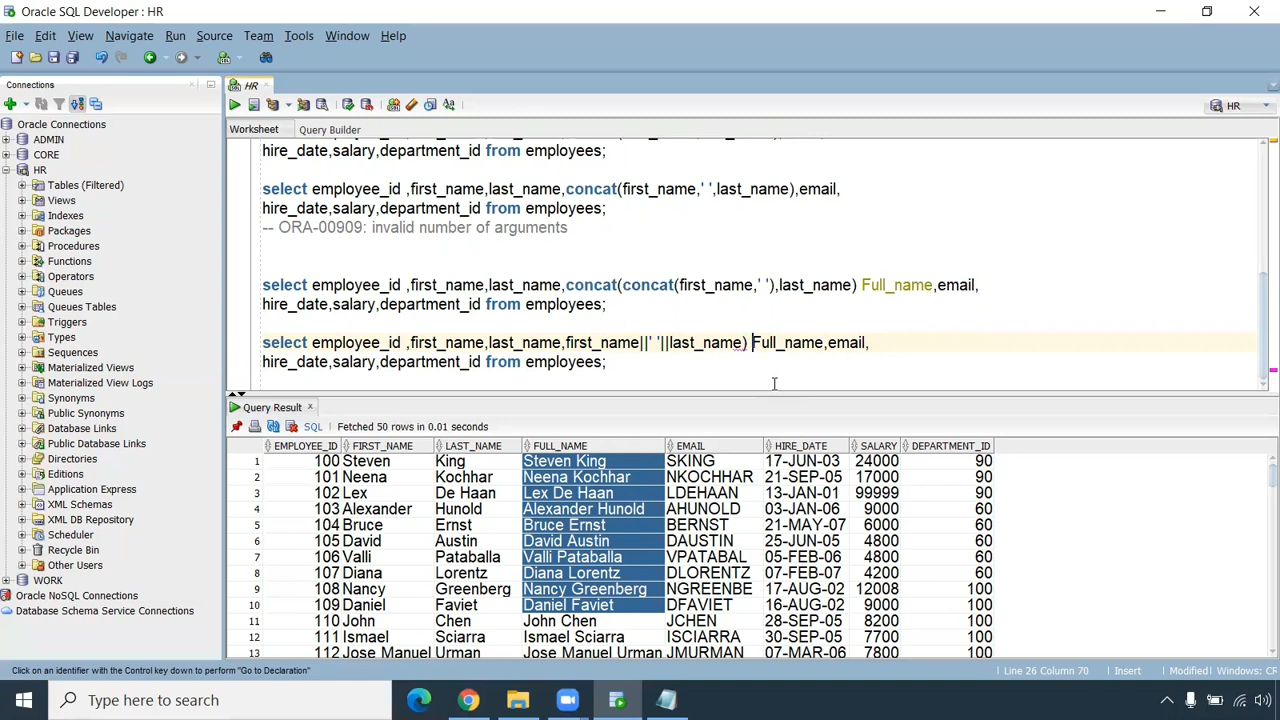 Oracle SQL Developer : HR
File Edit View Navigate Run Source Team Tools Window Help
Connections
HR
HR
Oracle Connections
ADMIN
CORE
HR
Tables (Filtered)
Views
Indexes
Packages
Procedures
Functions
Operators
Queues
Queues Tables
Triggers
Types
Sequences
Materialized Views
Materialized View Logs
Synonyms
Public Synonyms
Database Links
Public Database Links
Directories
Editions
Application Express
XML Schemas
XML DB Repository
Scheduler
Recycle Bin
Other Users
WORK
Oracle NoSQL Connections
Database Schema Service Connections
Worksheet Query Builder
hire_date,salary,department_id from employees;
select employee_id ,first_name,last_name,concat(first_name,' ',last_name),email,
hire_date,salary,department_id from employees;
-- ORA-00909: invalid number of arguments
select employee_id ,first_name,last_name,concat(concat(first_name,' '),last_name) Full_name,email,
hire_date,salary,department_id from employees;
select employee_id ,first_name,last_name,first_name||' '||last_name) Full_name,email,
hire_date,salary,department_id from employees;
Query Result
SQL Fetched 50 rows in 0.01 seconds
EMPLOYEE_ID FIRST_NAME LAST_NAME FULL_NAME EMAIL HIRE_DATE SALARY DEPARTMENT_ID
1 100 Steven King Steven King SKING 17-JUN-03 24000 90
2 101 Neena Kochhar Neena Kochhar NKOCHHAR 21-SEP-05 17000 90
3 102 Lex De Haan Lex De Haan LDEHAAN 13-JAN-01 99999 90
4 103 Alexander Hunold Alexander Hunold AHUNOLD 03-JAN-06 9000 60
5 104 Bruce Ernst Bruce Ernst BERNST 21-MAY-07 6000 60
6 105 David Austin David Austin DAUSTIN 25-JUN-05 4800 60
7 106 Valli Pataballa Valli Pataballa VPATABAL 05-FEB-06 4800 60
8 107 Diana Lorentz Diana Lorentz DLORENTZ 07-FEB-07 4200 60
9 108 Nancy Greenberg Nancy Greenberg NGREENBE 17-AUG-02 12008 100
10 109 Daniel Faviet Daniel Faviet DFAVIET 16-AUG-02 9000 100
11 110 John Chen John Chen JCHEN 28-SEP-05 8200 100
12 111 Ismael Sciarra Ismael Sciarra ISCIARRA 30-SEP-05 7700 100
13 112 Jose Manuel Urman Jose Manuel Urman JMURMAN 07-MAR-06 7800 100
Click on an identifier with the Control key down to perform "Go to Declaration"
Line 26 Column 70 Insert Modified Windows: CR
Type here to search